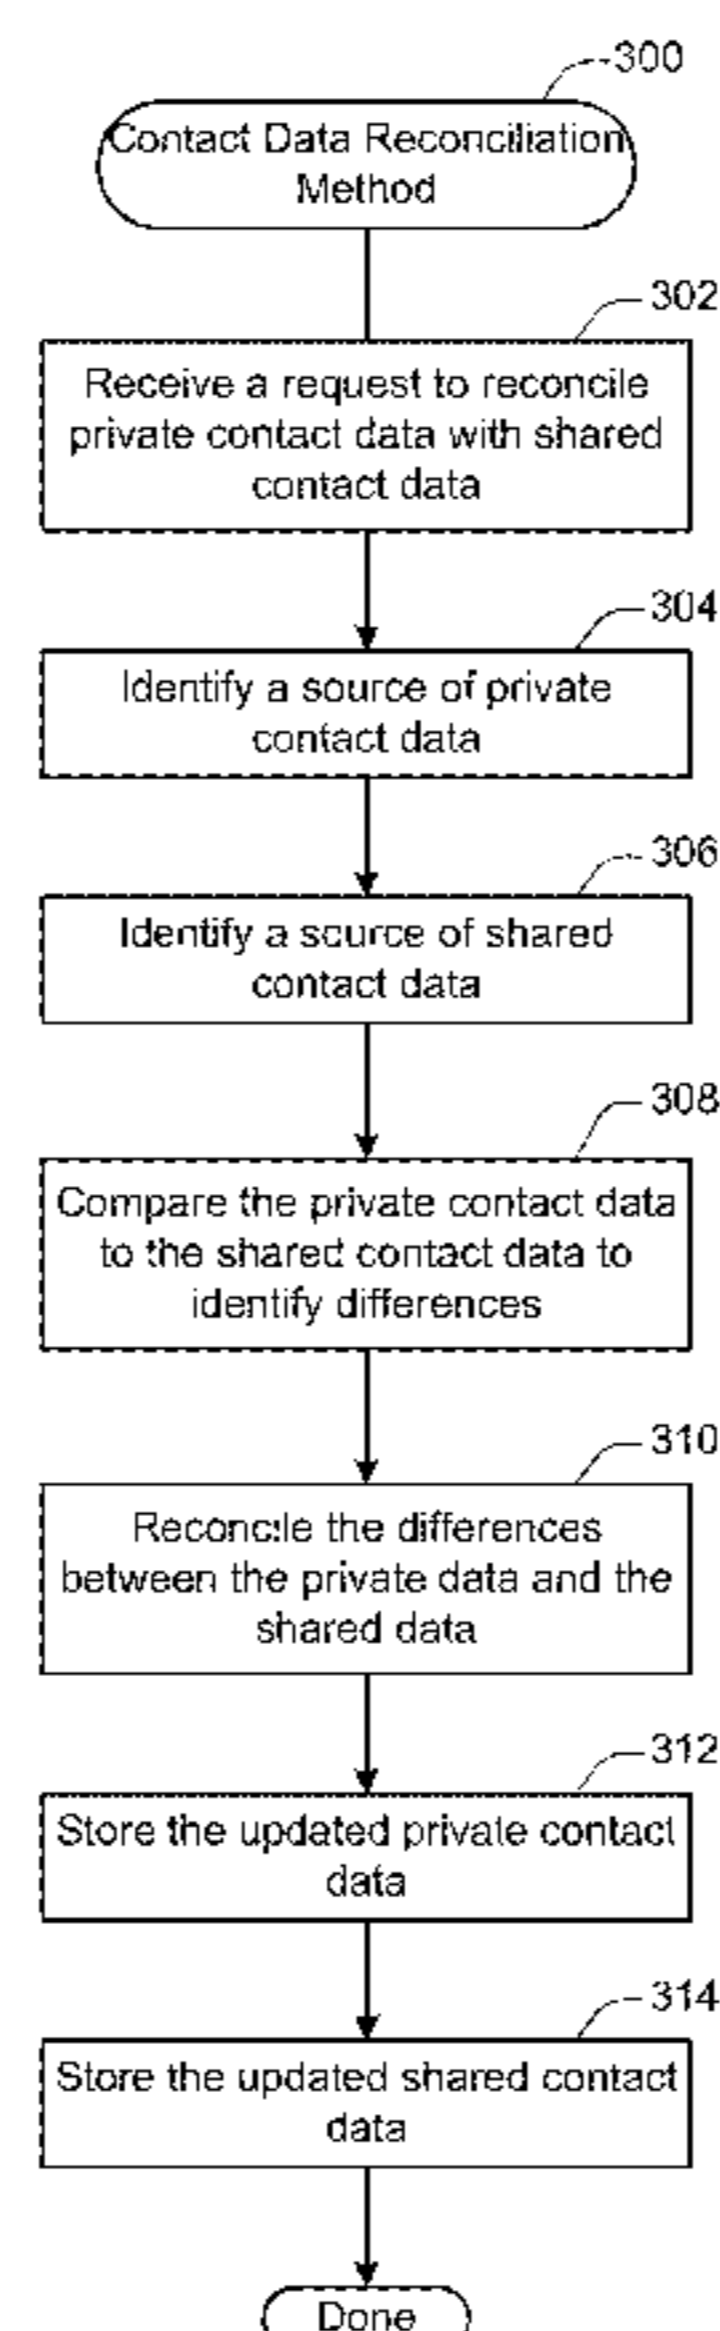 300
Contact Data Reconciliation
Method
302
Receive a request to reconcile
private contact data with shared
contact data
304
Identify a source of private
contact data
306
Identify a source of shared
contact data
308
Compare the private contact data
to the shared contact data to
identify differences
310
Reconcile the differences
between the private data and the
shared data
312
Store the updated private contact
data
314
Store the updated shared contact
data
Done